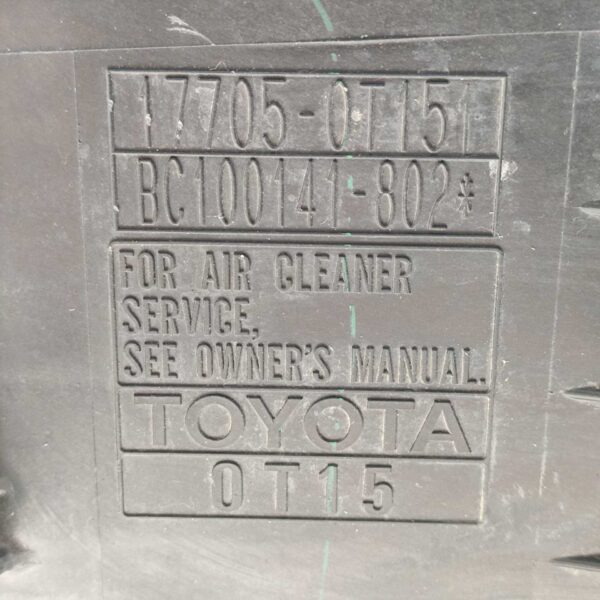 17705-0T151
BC100141-802*
FOR AIR CLEANER
SERVICE,
SEE OWNER'S MANUAL.
TOYOTA
0T15